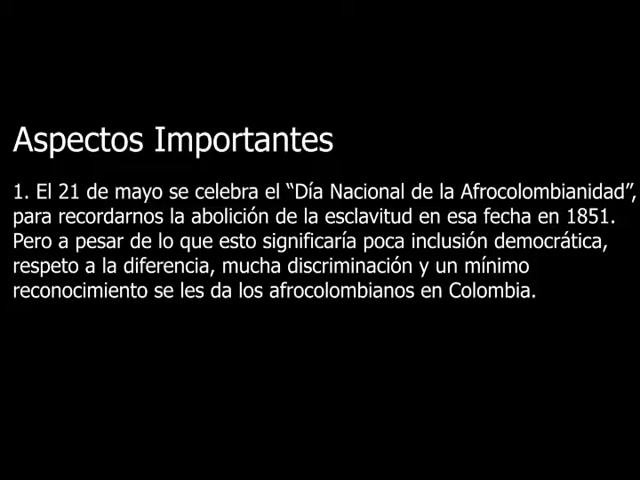 Aspectos Importantes
1. El 21 de mayo se celebra el “Día Nacional de la Afrocolombianidad”,
para recordarnos la abolición de la esclavitud en esa fecha en 1851.
Pero a pesar de lo que esto significaría poca inclusión democrática,
respeto a la diferencia, mucha discriminación y un mínimo
reconocimiento se les da los afrocolombianos en Colombia.